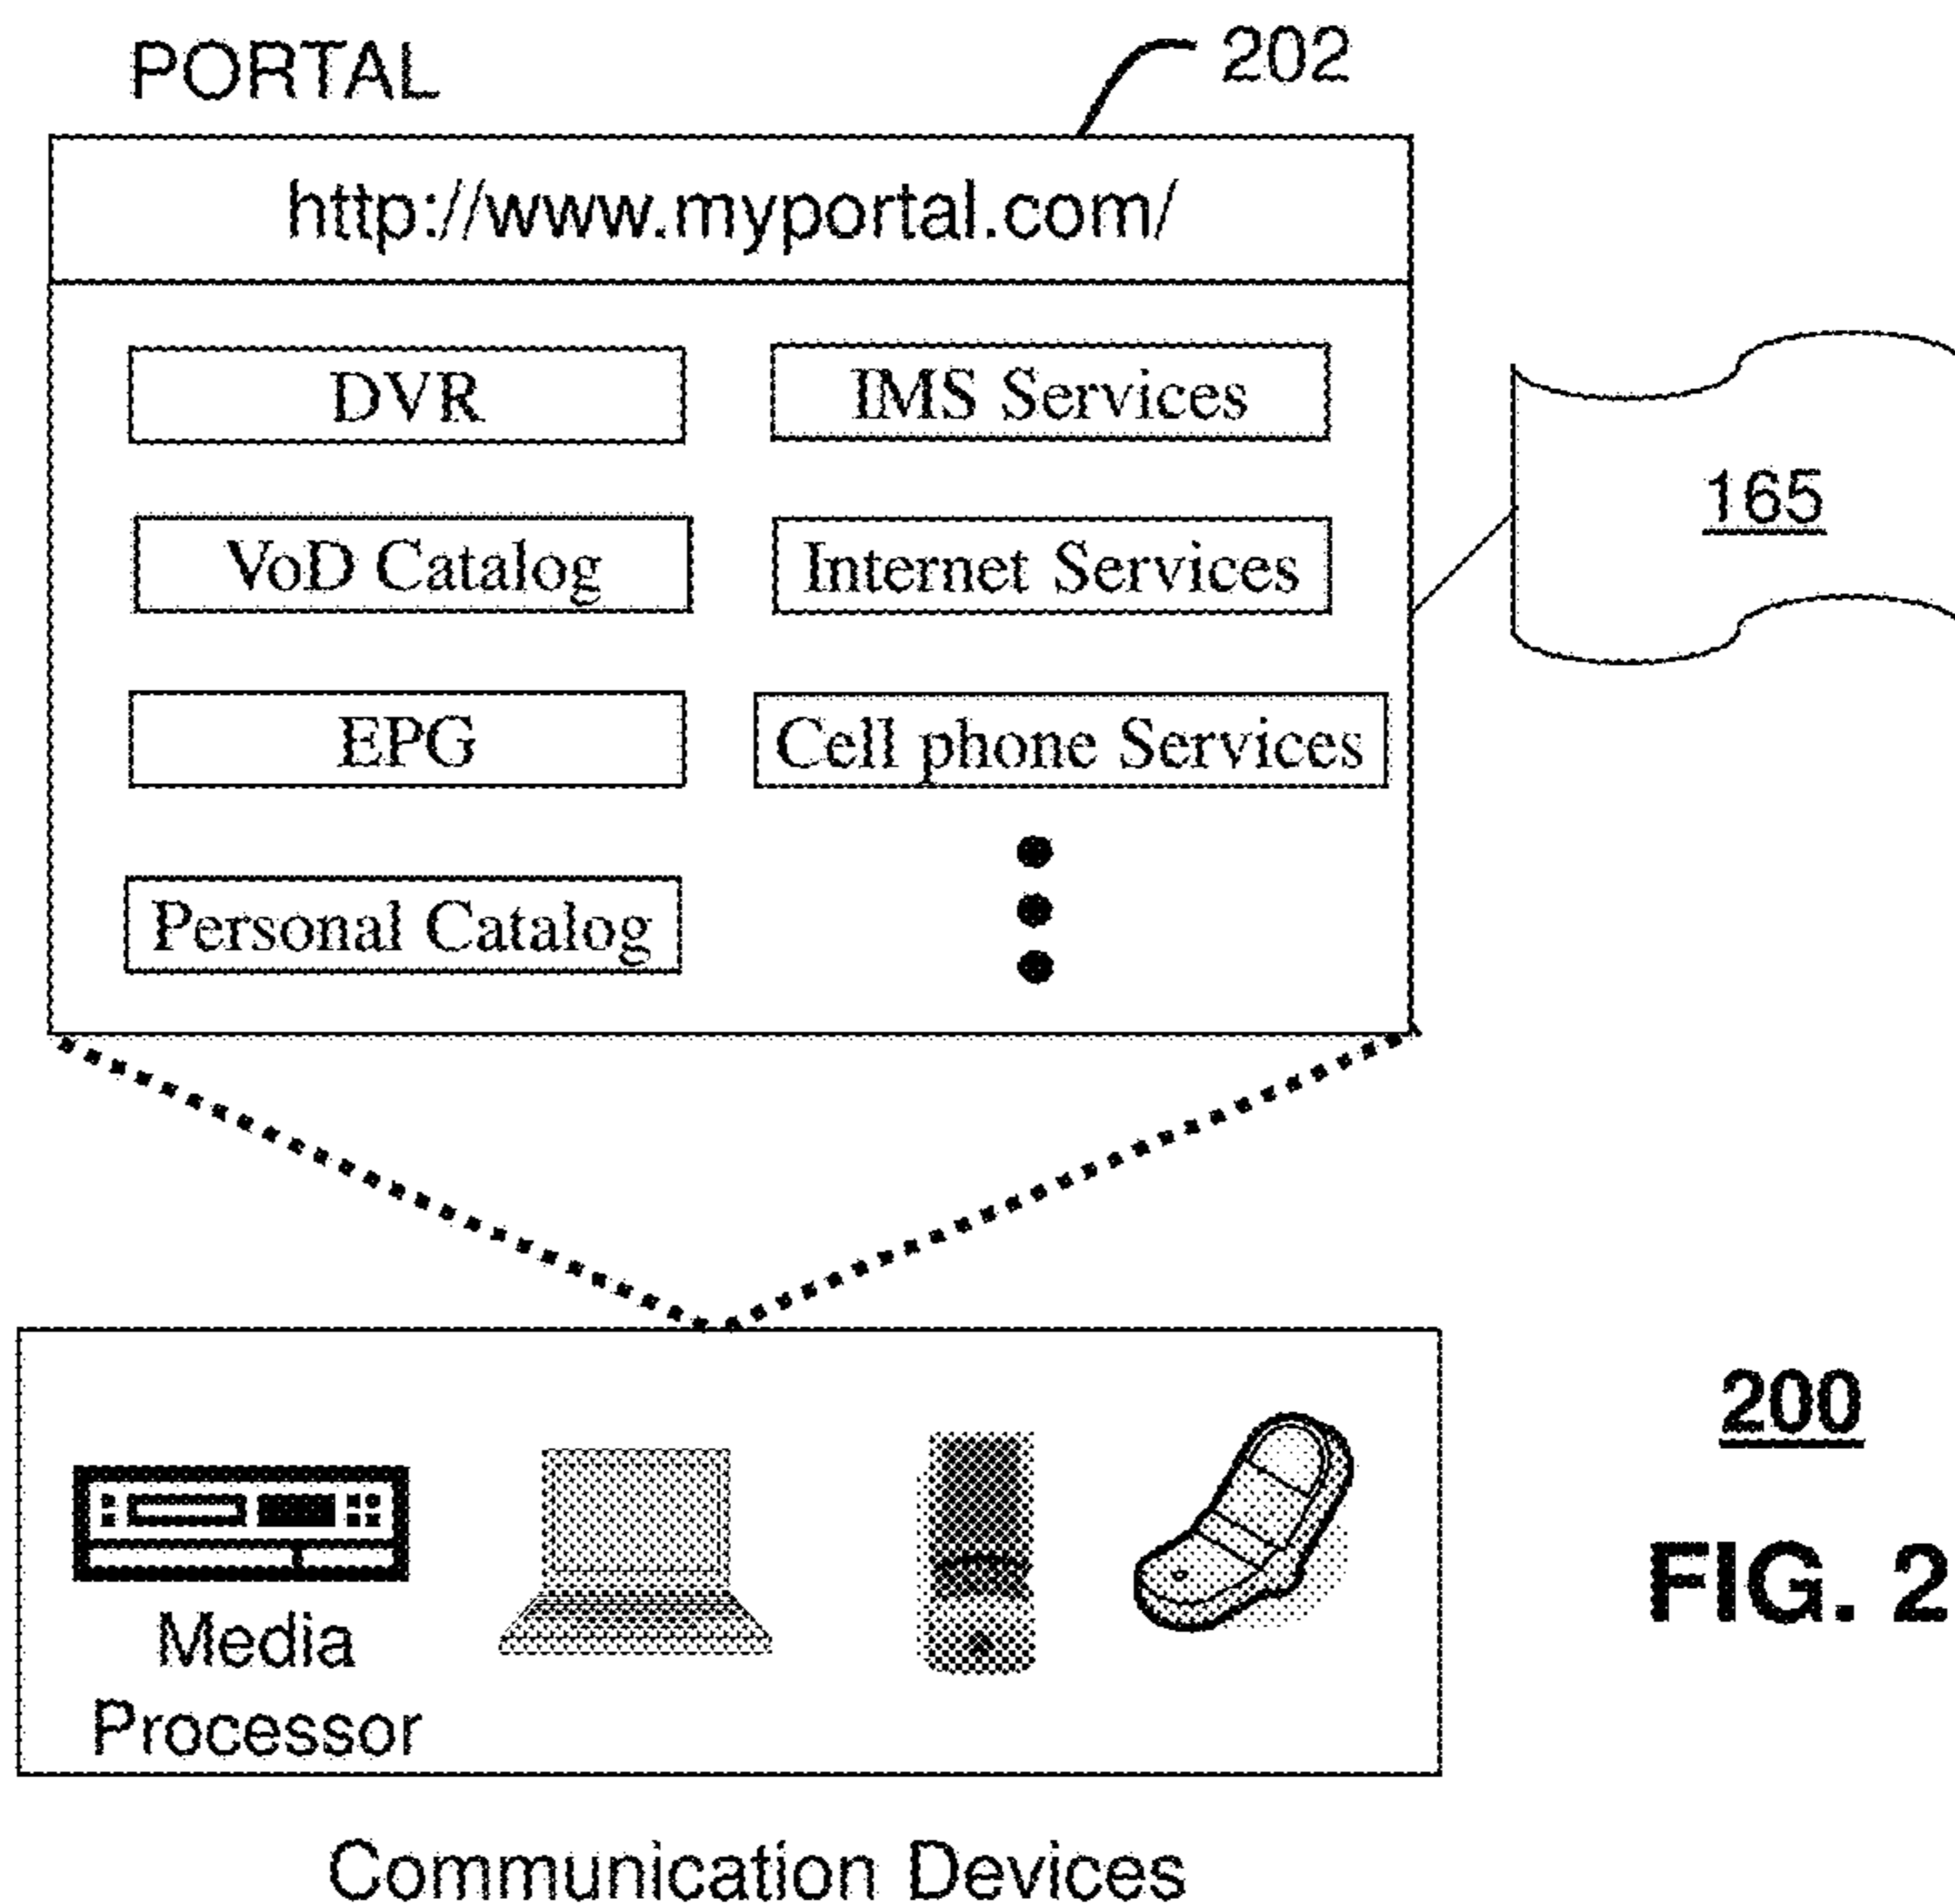 PORTAL
202
http://www.myportal.com/
DVR
IMS Services
VoD Catalog
Internet Services
165
EPG
Cell phone Services
Personal Catalog
Media
Processor
200
FIG. 2
Communication Devices